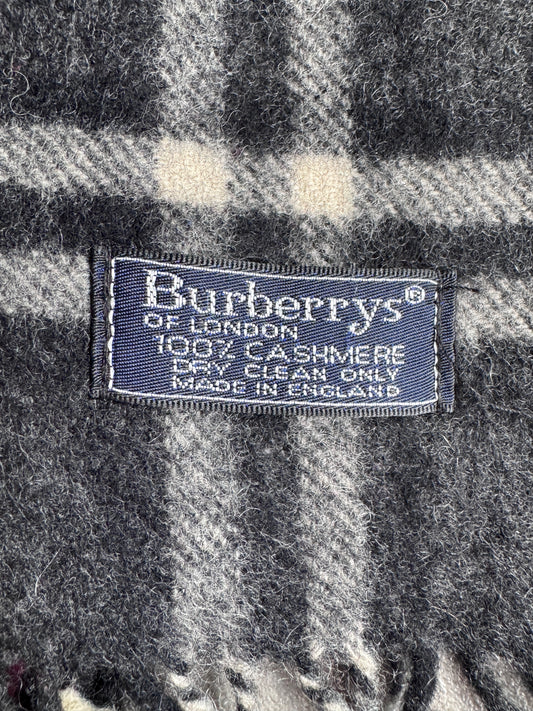 Burberrys®
OF LONDON
100% CASHMERE
DRY CLEAN ONLY
MADE IN ENGLAND